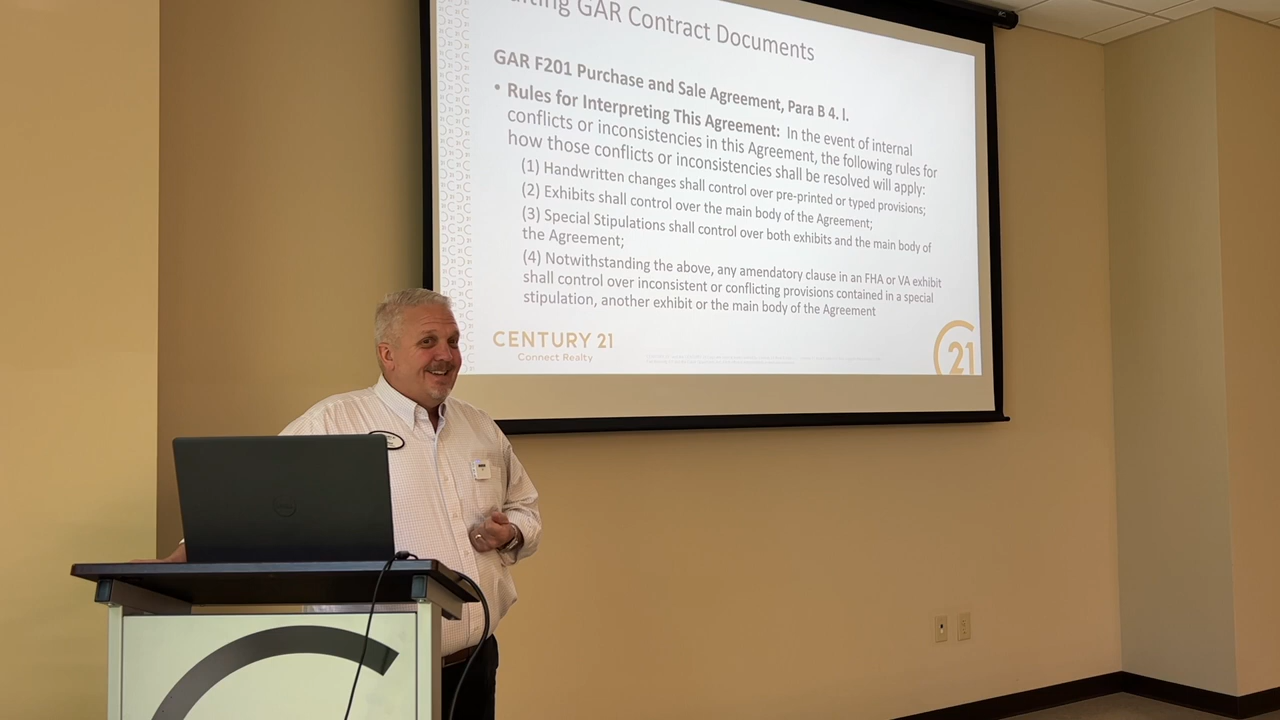 GAR Contract Documents
GAR F201 Purchase and Sale Agreement, Para B 4. l.
• Rules for Interpreting This Agreement: In the event of internal
conflicts or inconsistencies in this Agreement, the following rules for
how those conflicts or inconsistencies shall be resolved will apply:
(1) Handwritten changes shall control over pre-printed or typed provisions;
(2) Exhibits shall control over the main body of the Agreement;
(3) Special Stipulations shall control over both exhibits and the main body of
the Agreement;
(4) Notwithstanding the above, any amendatory clause in an FHA or VA exhibit
shall control over inconsistent or conflicting provisions contained in a special
stipulation, another exhibit or the main body of the Agreement
CENTURY 21
Connect Realty
21